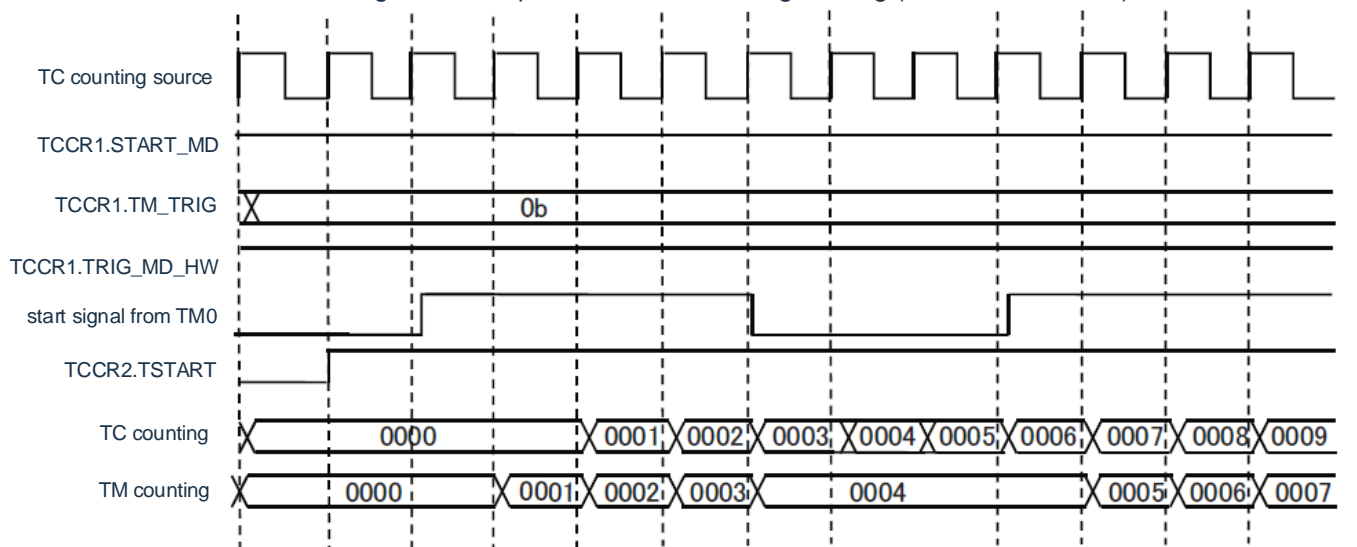 TC counting source
TCCR1.START_MD
TCCR1.TM_TRIG 0b
TCCR1.TRIG_MD_HW
start signal from TM0
TCCR2.TSTART
TC counting 0000 0001 0002 0003 0004 0005 0006 0007 0008 0009
TM counting 0000 0001 0002 0003 0004 0005 0006 0007